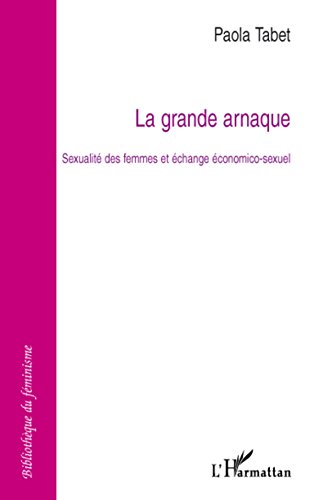 Paola Tabet
La grande arnaque
Sexualité des femmes et échange économico-sexuel
Bibliothèque du féminisme
L'Harmattan